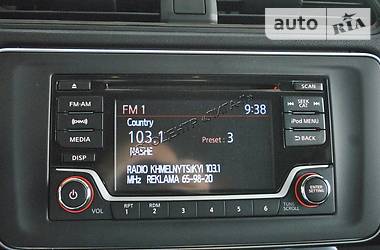 auto RIA
SCAN
FM-AM
FM 1
9:38
SEEK CAT
Country
103.1
Preset : 3
iPod MENU
MEDIA
NASHE
BACK
DISP
RADIO KHMELNYTS:KYI 103.1
MHz REKLAMA 65-98-20
VOL
RPT
1
RDM
2
3
4
5
6
TUNE SCROLL
ENTER SETTING